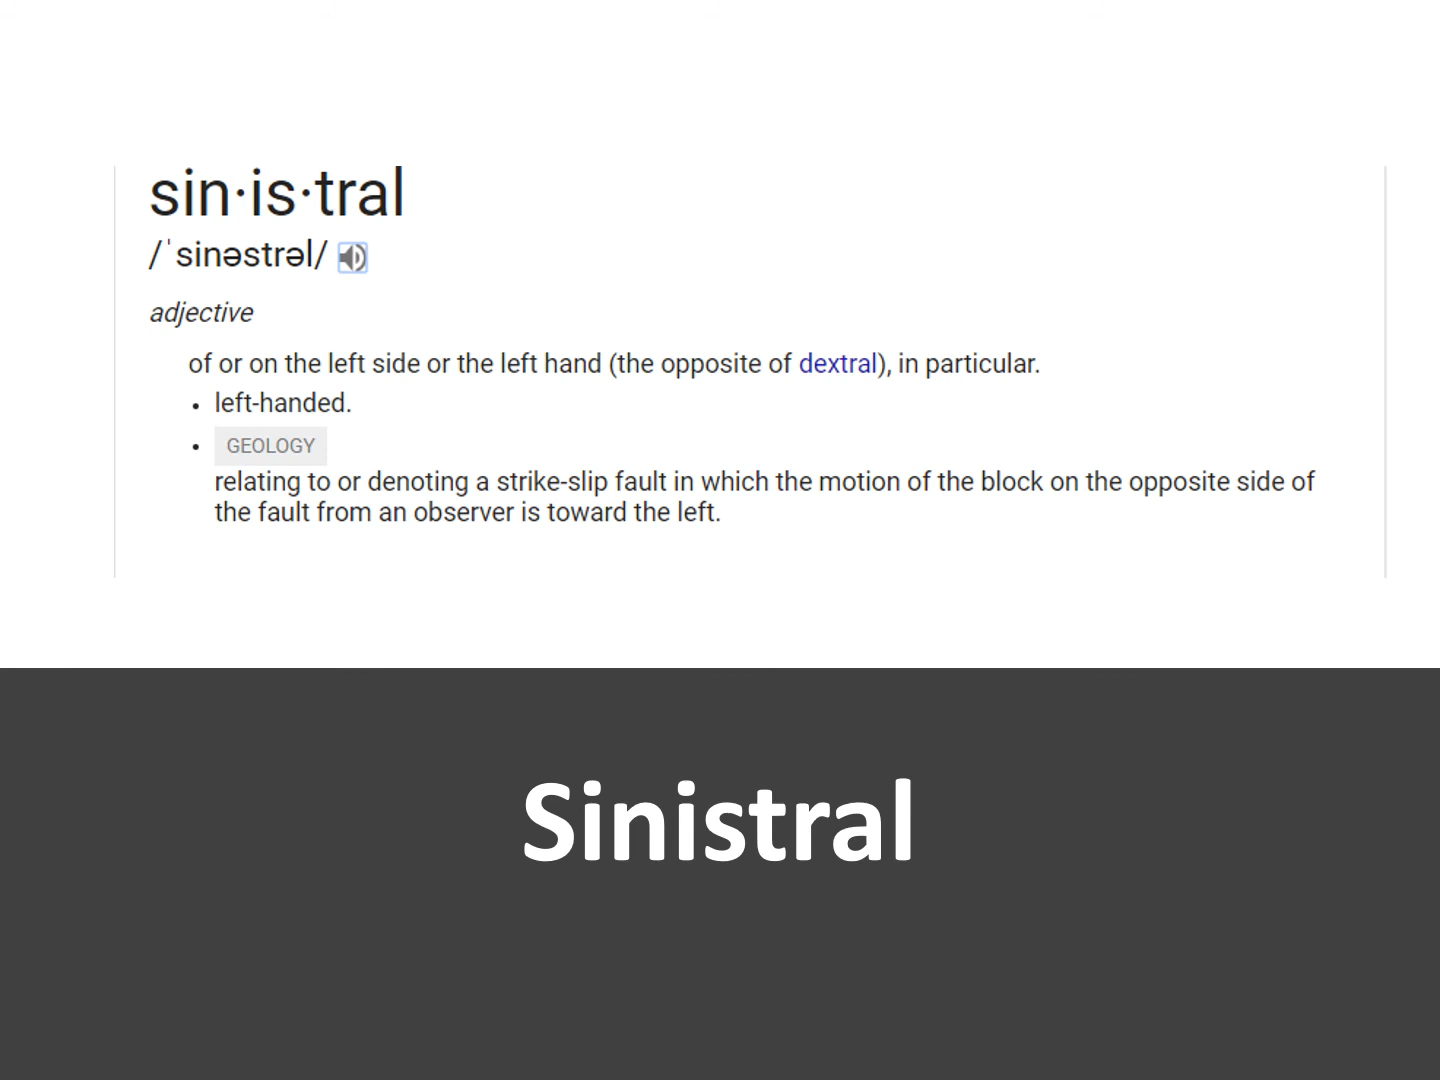 sin·is·tral
/ˈsinəstrəl/
adjective
of or on the left side or the left hand (the opposite of dextral), in particular.
• left-handed.
• GEOLOGY
relating to or denoting a strike-slip fault in which the motion of the block on the opposite side of
the fault from an observer is toward the left.
Sinistral